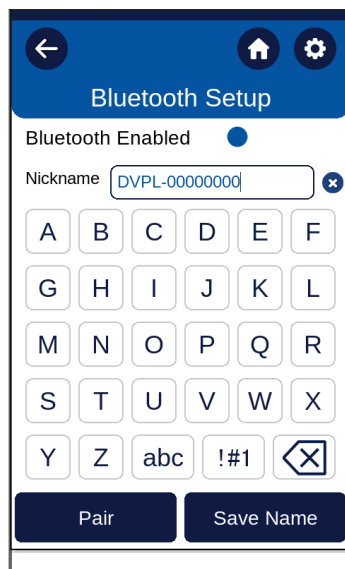 Bluetooth Setup
Bluetooth Enabled
Nickname DVPL-00000000
A B C D E F
G H I J K L
M N O P Q R
S T U V W X
Y Z abc !#1
Pair Save Name